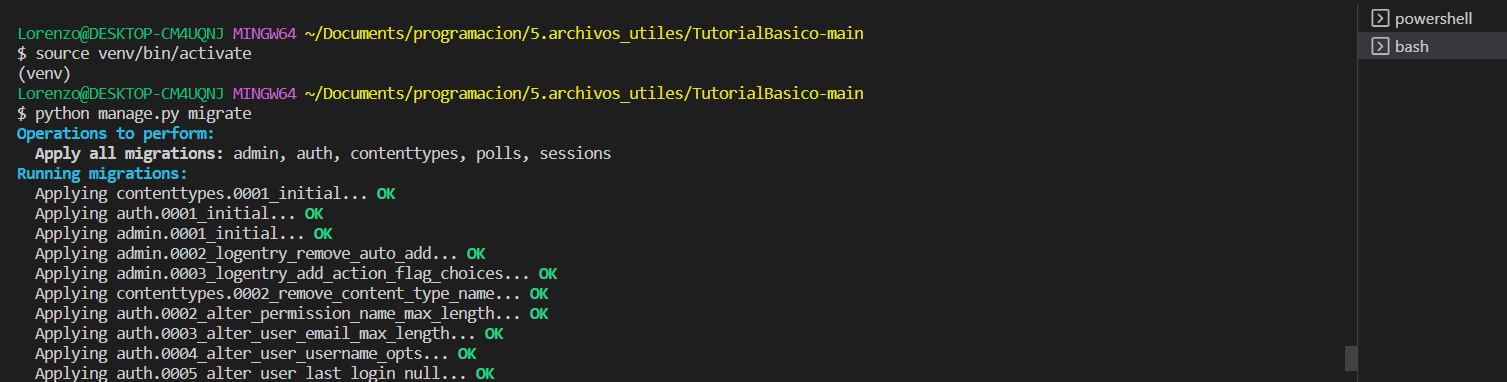 Lorenzo@DESKTOP-CM4UQNJ MINGW64 ~/Documents/programacion/5.archivos_utiles/TutorialBasico-main
$ source venv/bin/activate
(venv)
Lorenzo@DESKTOP-CM4UQNJ MINGW64 ~/Documents/programacion/5.archivos_utiles/TutorialBasico-main
$ python manage.py migrate
Operations to perform:
  Apply all migrations: admin, auth, contenttypes, polls, sessions
Running migrations:
  Applying contenttypes.0001_initial... OK
  Applying auth.0001_initial... OK
  Applying admin.0001_initial... OK
  Applying admin.0002_logentry_remove_auto_add... OK
  Applying admin.0003_logentry_add_action_flag_choices... OK
  Applying contenttypes.0002_remove_content_type_name... OK
  Applying auth.0002_alter_permission_name_max_length... OK
  Applying auth.0003_alter_user_email_max_length... OK
  Applying auth.0004_alter_user_username_opts... OK
  Applying auth.0005_alter_user_last_login_null... OK
powershell
bash